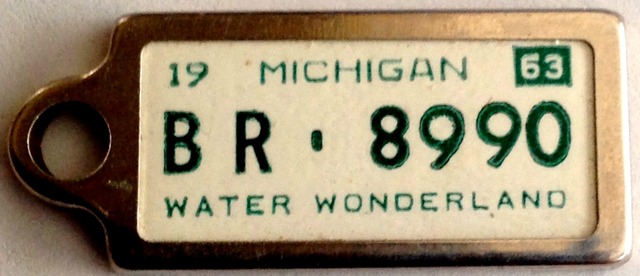 19 MICHIGAN 63
BR·8990
WATER WONDERLAND